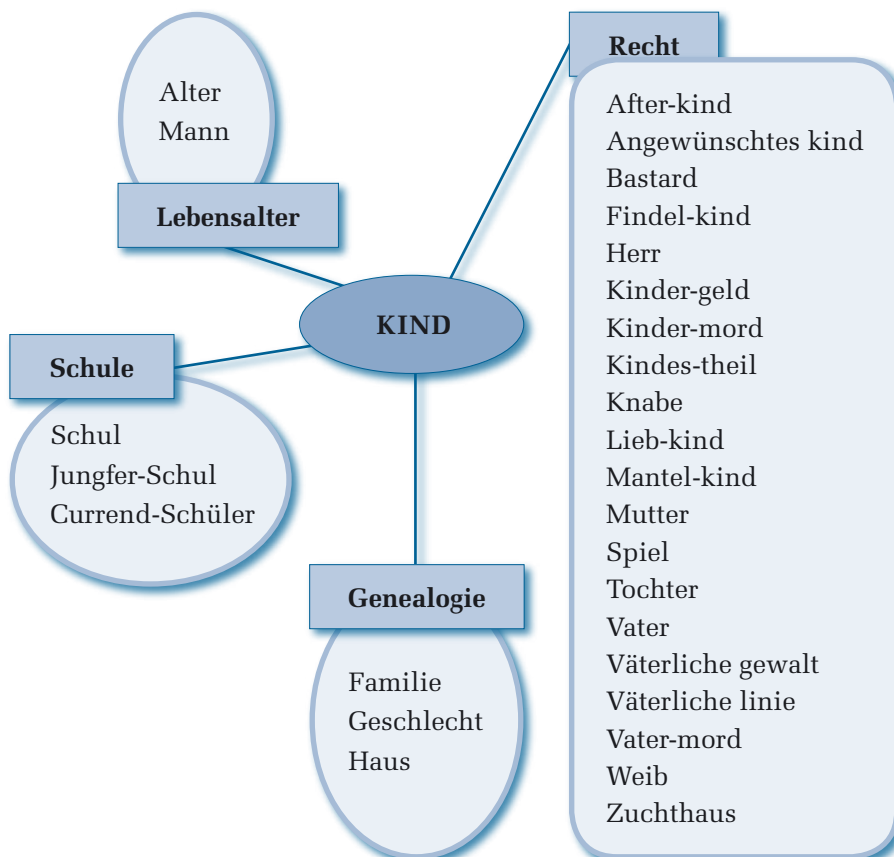 Alter
Mann
Lebensalter
KIND
Schule
Schul
Jungfer-Schul
Currend-Schüler
Genealogie
Familie
Geschlecht
Haus
Recht
After-kind
Angewünschtes kind
Bastard
Findel-kind
Herr
Kinder-geld
Kinder-mord
Kindes-theil
Knabe
Lieb-kind
Mantel-kind
Mutter
Spiel
Tochter
Vater
Väterliche gewalt
Väterliche linie
Vater-mord
Weib
Zuchthaus